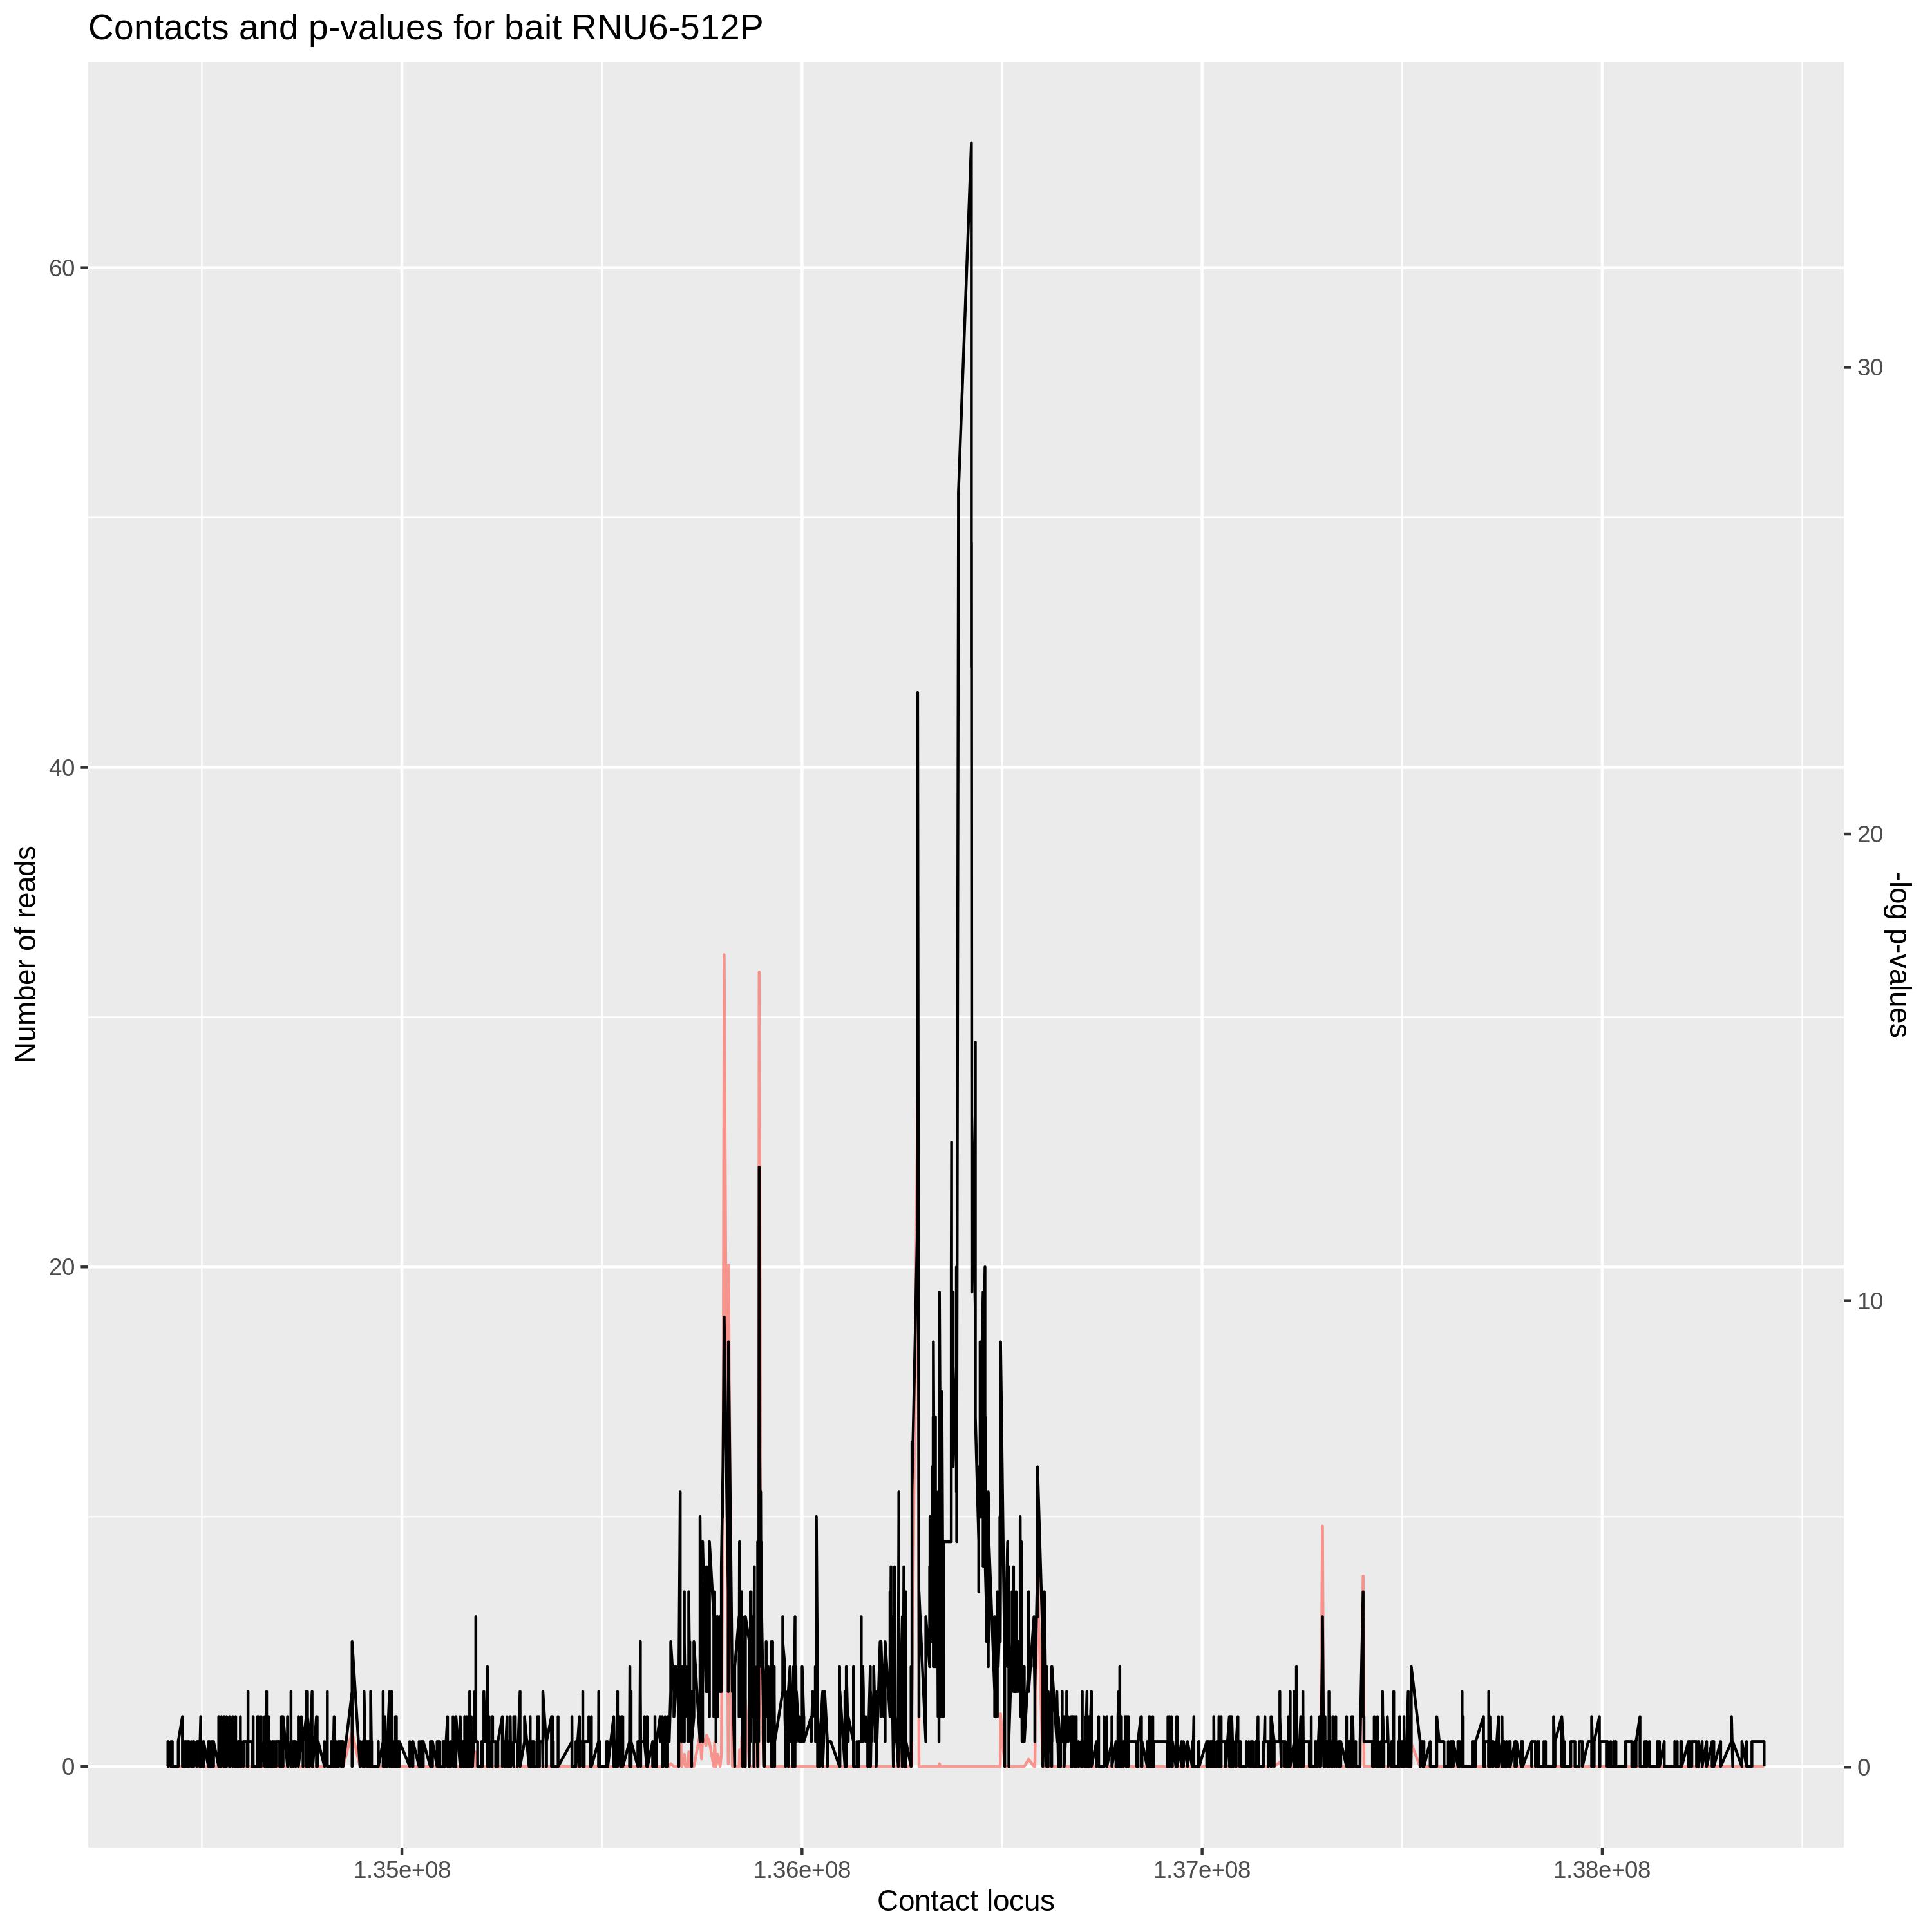 Contacts and p-values for bait RNU6-512P
60
40
20
0
Number of reads
30
20
10
0
-log p-values
1.35e+08
1.36e+08
1.37e+08
1.38e+08
Contact locus